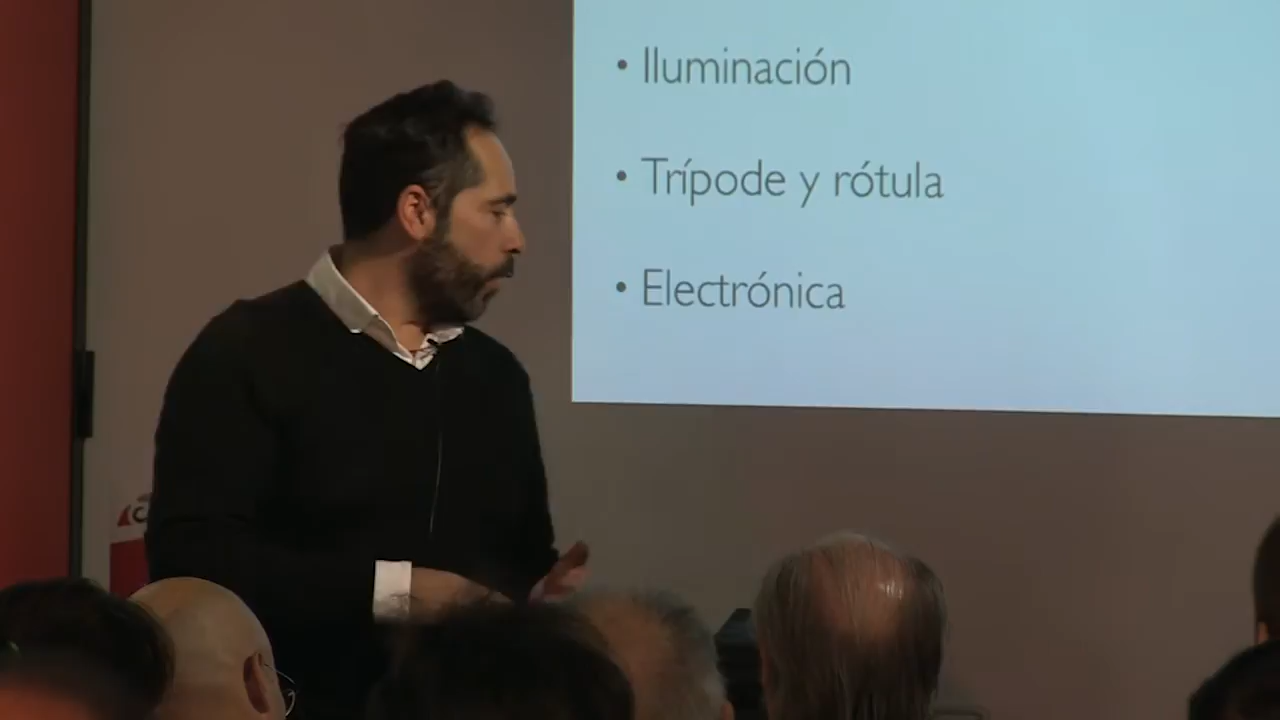 • Iluminación
• Trípode y rótula
• Electrónica